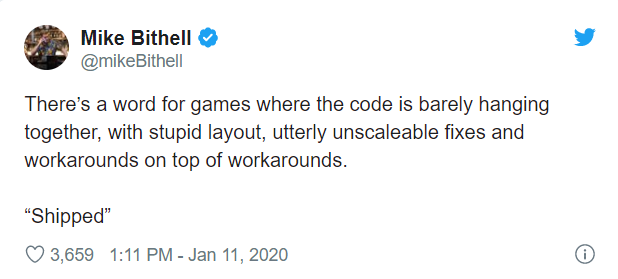 Mike Bithell
@mikeBithell
There’s a word for games where the code is barely hanging
together, with stupid layout, utterly unscaleable fixes and
workarounds on top of workarounds.
“Shipped”
3,659 1:11 PM - Jan 11, 2020